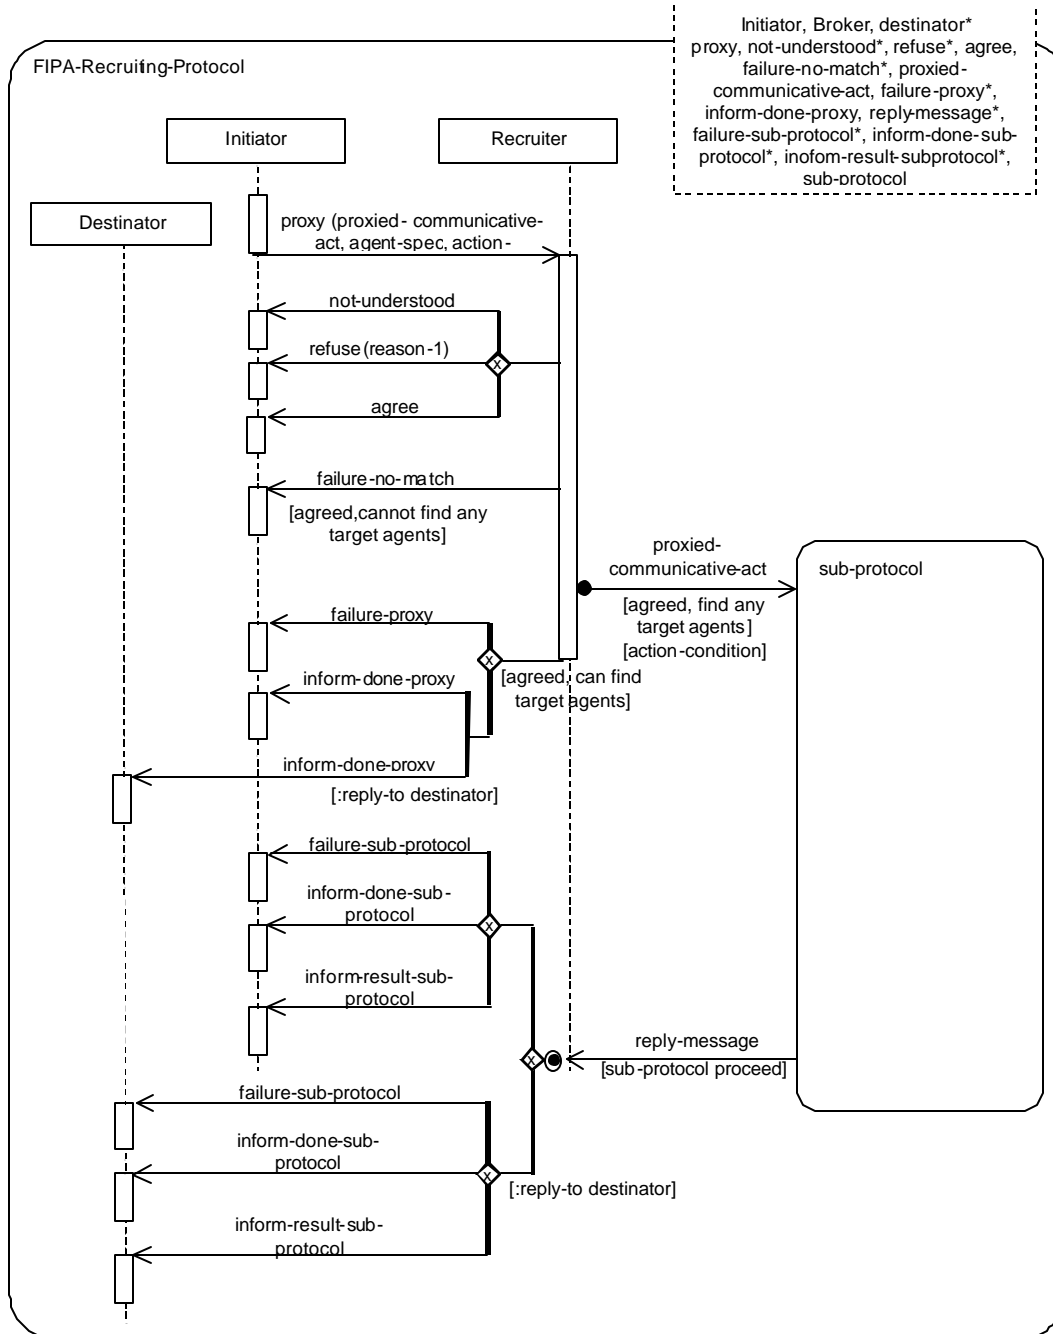 Initiator, Broker, destinator*
proxy, not-understood*, refuse*, agree,
failure-no-match*, proxied-
communicative-act, failure-proxy*,
inform-done-proxy, reply-message*,
failure-sub-protocol*, inform-done-sub-
protocol*, inofom-result-subprotocol*,
sub-protocol
FIPA-Recruiting-Protocol
Initiator
Recruiter
Destinator
proxy (proxied- communicative-
act, agent-spec, action-
not-understood
x
refuse(reason-1)
agree
failure-no-match
[agreed,cannot find any
target agents]
proxied-
communicative-act
sub-protocol
[agreed, find any
target agents]
[action-condition]
failure-proxy
x
[agreed, can find
target agents]
inform-done-proxy
inform-done-proxy
[:reply-to destinator]
failure-sub-protocol
inform-done-sub-
protocol
x
inform-result-sub-
protocol
reply-message
x
[sub-protocol proceed]
failure-sub-protocol
inform-done-sub-
protocol
x
[:reply-to destinator]
inform-result-sub-
protocol